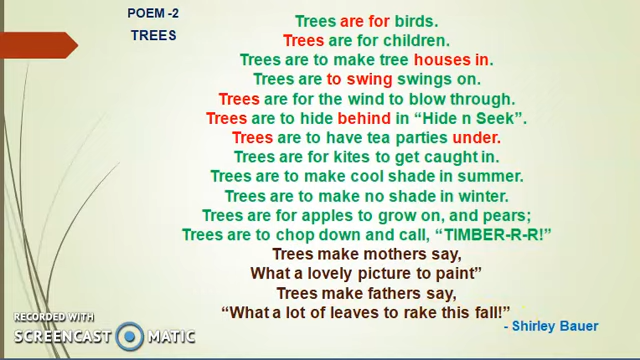 POEM -2
TREES
Trees are for birds.
Trees are for children.
Trees are to make tree houses in.
Trees are to swing swings on.
Trees are for the wind to blow through.
Trees are to hide behind in “Hide n Seek”.
Trees are to have tea parties under.
Trees are for kites to get caught in.
Trees are to make cool shade in summer.
Trees are to make no shade in winter.
Trees are for apples to grow on, and pears;
Trees are to chop down and call, “TIMBER-R-R!”
Trees make mothers say,
What a lovely picture to paint”
Trees make fathers say,
“What a lot of leaves to rake this fall!”
- Shirley Bauer
RECORDED WITH
SCREENCAST MATIC